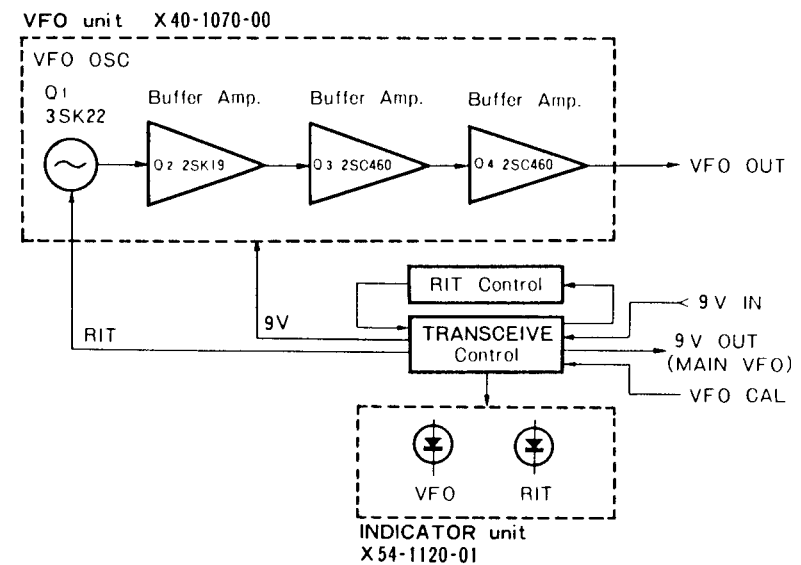 VFO unit X40-1070-00
VFO OSC
Q1
3SK22
Buffer Amp.
Buffer Amp.
Buffer Amp.
Q2 2SK19
Q3 2SC460
Q4 2SC460
VFO OUT
RIT Control
9V IN
RIT
9V
TRANSCEIVE
Control
9V OUT
(MAIN VFO)
VFO CAL
VFO
RIT
INDICATOR unit
X54-1120-01